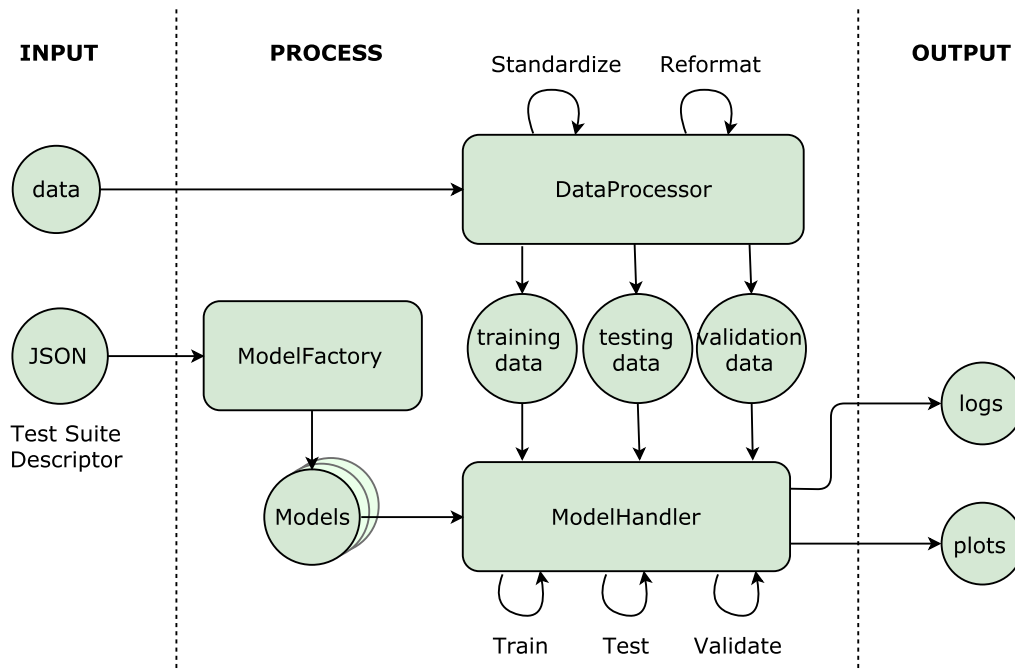 INPUT
PROCESS
OUTPUT
Standardize
Reformat
data
DataProcessor
training
data
testing
data
validation
data
JSON
ModelFactory
Test Suite
Descriptor
logs
Models
ModelHandler
plots
Train
Test
Validate